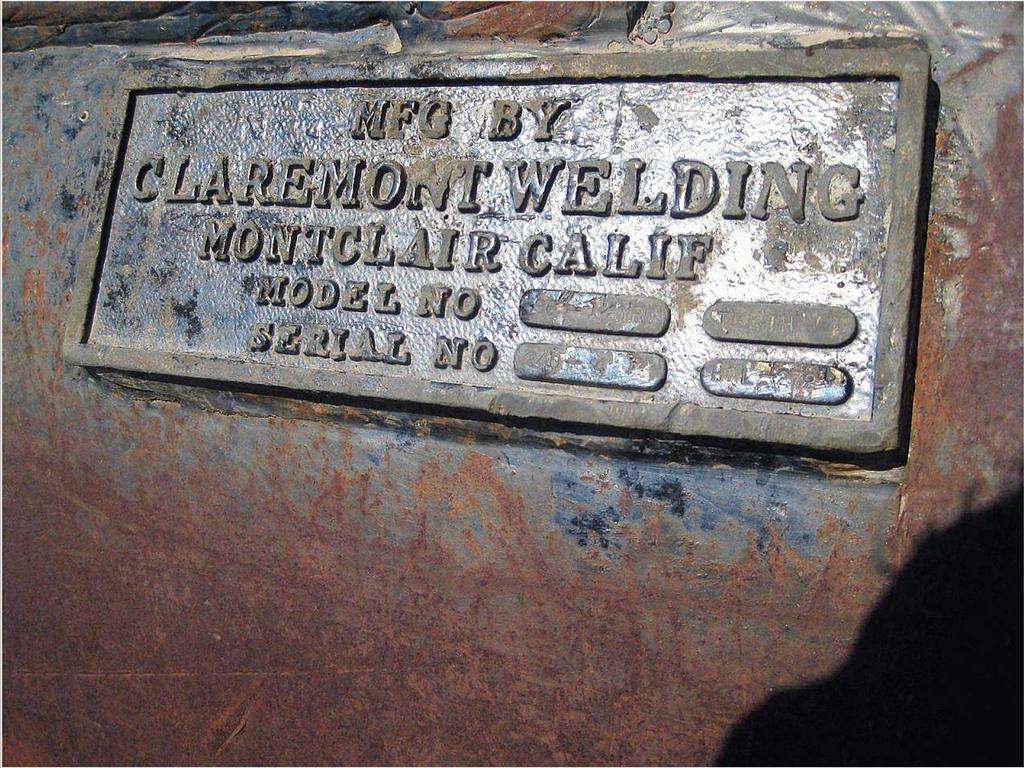 MFG BY
CLAREMONT WELDING
MONTCLAIR CALIF
MODEL NO
SERIAL NO